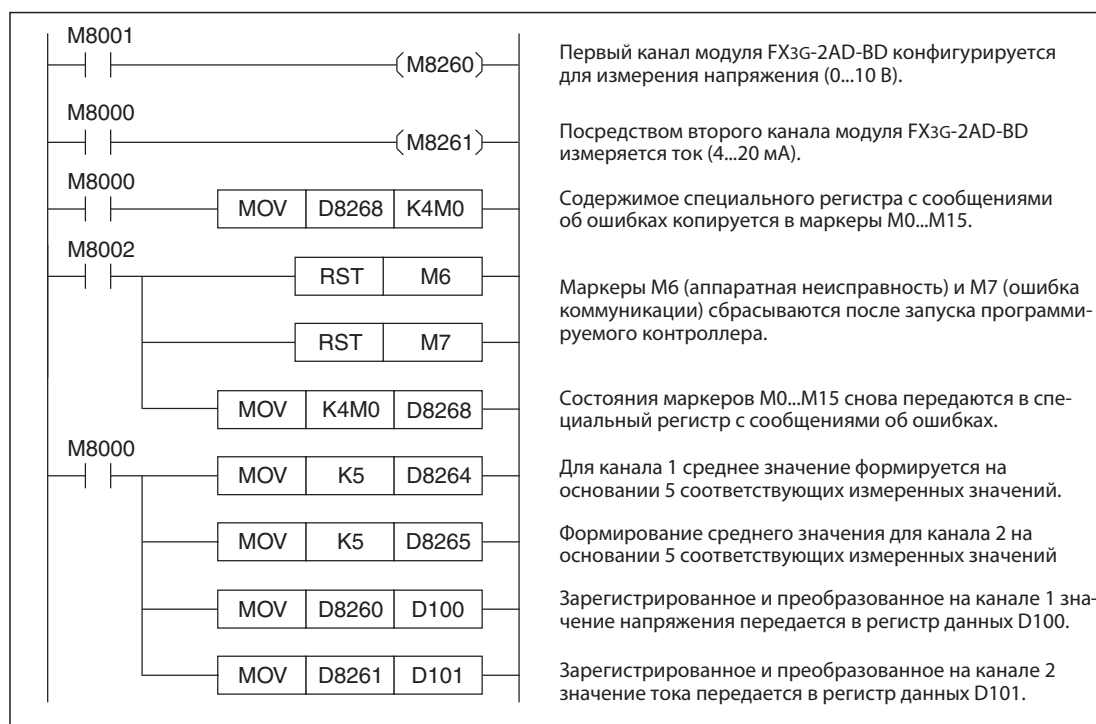 M8001
M8260
Первый канал модуля FX3G-2AD-BD конфигурируется
для измерения напряжения (0...10 В).
M8000
M8261
Посредством второго канала модуля FX3G-2AD-BD
измеряется ток (4...20 мА).
M8000
MOV D8268 K4M0
Содержимое специального регистра с сообщениями
об ошибках копируется в маркеры M0...M15.
M8002
RST M6
Маркеры M6 (аппаратная неисправность) и M7 (ошибка
коммуникации) сбрасываются после запуска программи-
руемого контроллера.
RST M7
MOV K4M0 D8268
Состояния маркеров M0...M15 снова передаются в спе-
циальный регистр с сообщениями об ошибках.
M8000
MOV K5 D8264
Для канала 1 среднее значение формируется на
основании 5 соответствующих измеренных значений.
MOV K5 D8265
Формирование среднего значения для канала 2 на
основании 5 соответствующих измеренных значений
MOV D8260 D100
Зарегистрированное и преобразованное на канале 1 зна-
чение напряжения передается в регистр данных D100.
MOV D8261 D101
Зарегистрированное и преобразованное на канале 2
значение тока передается в регистр данных D101.